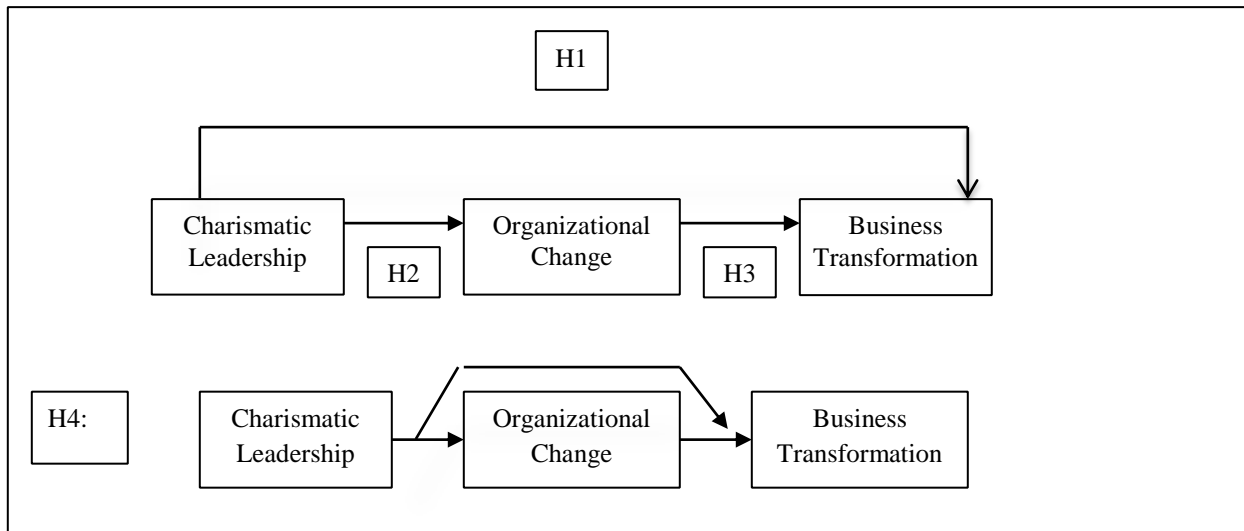 H1
Charismatic
Leadership
Organizational
Change
Business
Transformation
H2
H3
H4:
Charismatic
Leadership
Organizational
Change
Business
Transformation